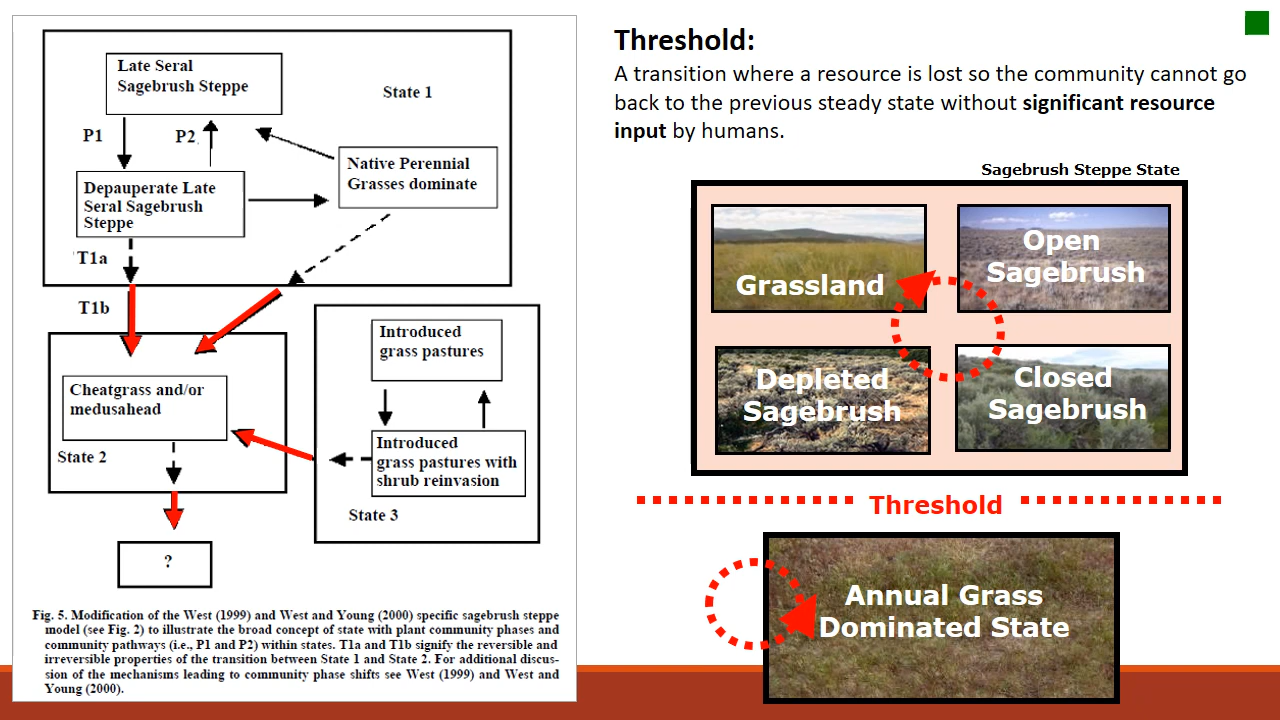 Late Seral
Sagebrush Steppe
State 1
P1
P2
Native Perennial
Grasses dominate
Depauperate Late
Seral Sagebrush
Steppe
T1a
T1b
Introduced
grass pastures
Cheatgrass and/or
medusahead
Introduced
grass pastures with
shrub reinvasion
State 2
State 3
?
Fig. 5. Modification of the West (1999) and West and Young (2000) specific sagebrush steppe
model (see Fig. 2) to illustrate the broad concept of state with plant community phases and
community pathways (i.e., P1 and P2) within states. T1a and T1b signify the reversible and
irreversible properties of the transition between State 1 and State 2. For additional discus-
sion of the mechanisms leading to community phase shifts see West (1999) and West and
Young (2000).
Threshold:
A transition where a resource is lost so the community cannot go
back to the previous steady state without significant resource
input by humans.
Sagebrush Steppe State
Grassland
Open
Sagebrush
Depleted
Sagebrush
Closed
Sagebrush
Threshold
Annual Grass
Dominated State